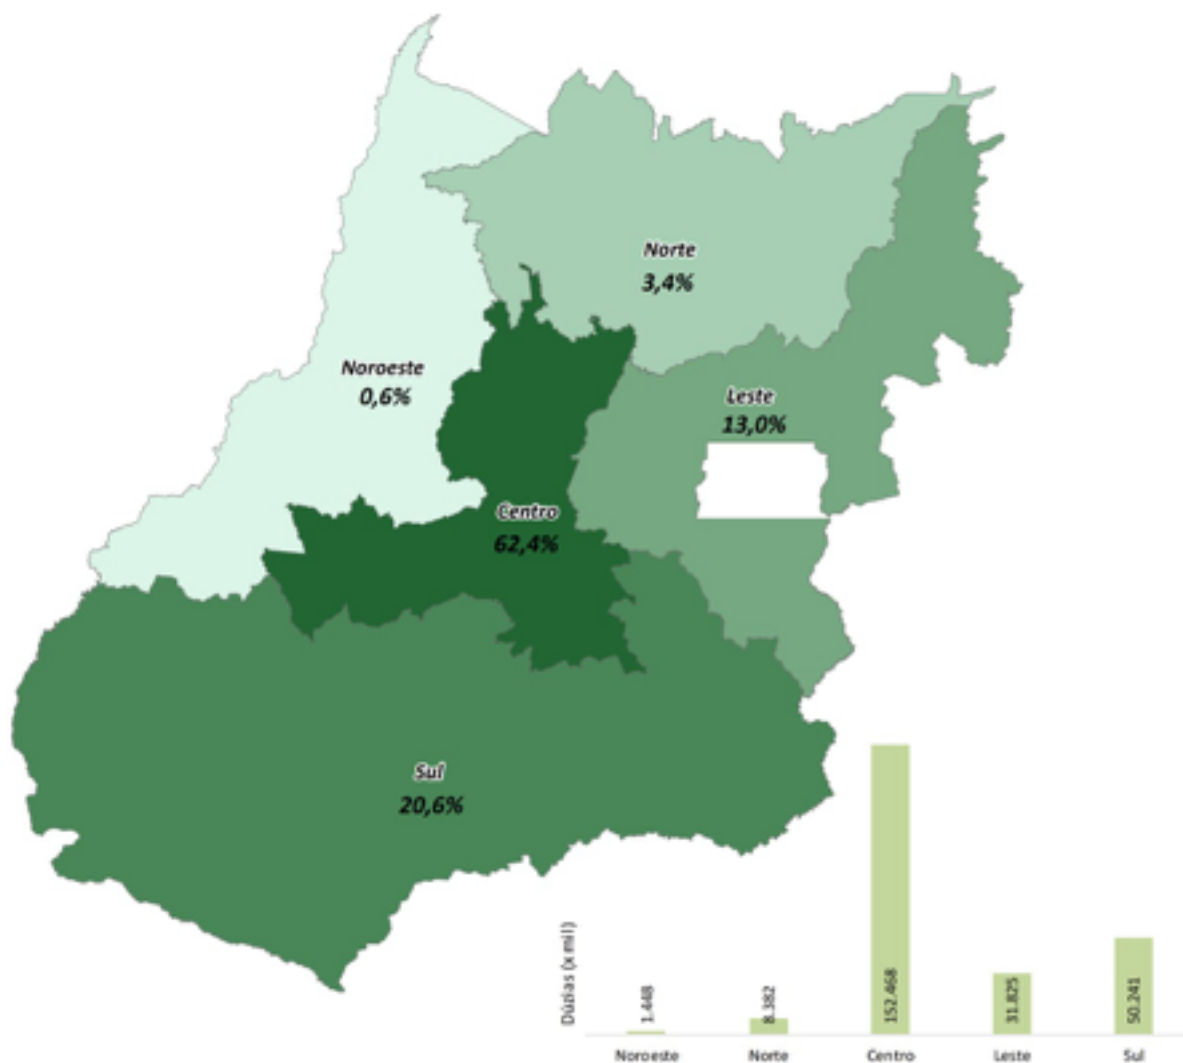 Norte
3,4%
Noroeste
0,6%
Leste
13,0%
Centro
62,4%
Sul
20,6%
Dúzias (x mil)
1.448
8.382
152.468
31.825
50.241
Noroeste
Norte
Centro
Leste
Sul